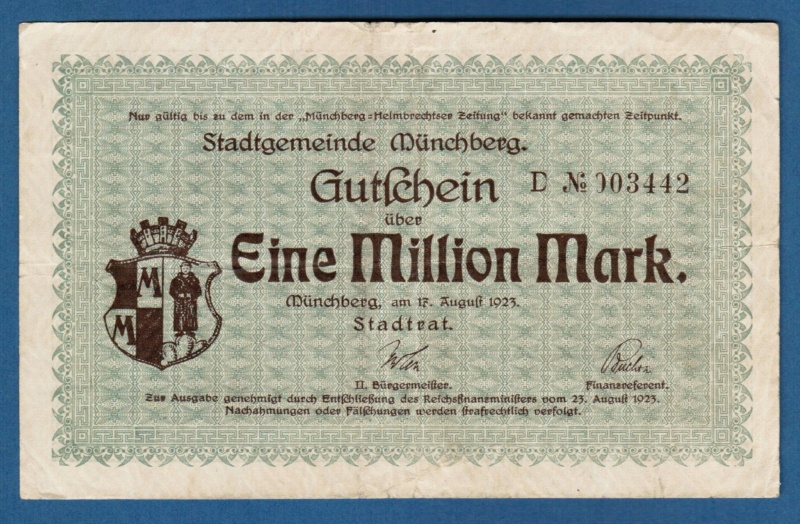 Nur gültig bis zu dem in der „Münchberg=Helmbrechtser Zeitung“ bekannt gemachten Zeitpunkt.
Stadtgemeinde Münchberg.
Gutschein D № 003442
über
Eine Million Mark.
Münchberg, am 17. August 1923.
Stadtrat.
M
M
II. Bürgermeister. Finanzreferent.
Zur Ausgabe genehmigt durch Entschließung des Reichsfinanzministers vom 23. August 1923.
Nachahmungen oder Fälschungen werden strafrechtlich verfolgt.